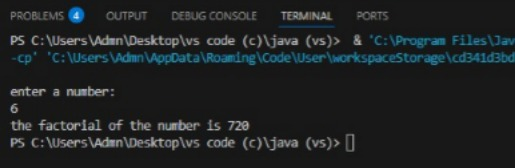 PROBLEMS 4 OUTPUT DEBUG CONSOLE TERMINAL PORTS
PS C:\Users\Admn\Desktop\vs code (c)\java (vs)> & 'C:\Program Files\Jav
-cp' 'C:\Users\Admn\AppData\Roaming\Code\User\workspaceStorage\cd341d3bd
enter a number:
6
the factorial of the number is 720
PS C:\Users\Admn\Desktop\vs code (c)\java (vs)>